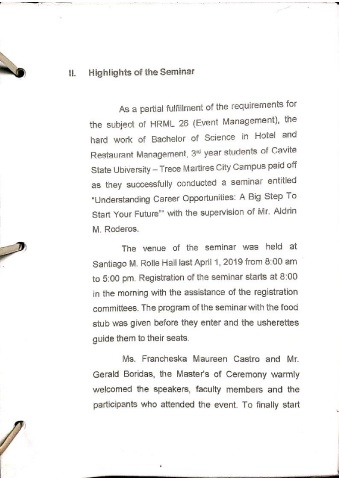 II. Highlights of the Seminar
As a partial fulfillment of the requirements for
the subject of HRML 26 (Event Management), the
hard work of Bachelor of Science in Hotel and
Restaurant Management, 3rd year students of Cavite
State Ubiversity – Trece Martires City Campus paid off
as they successfully conducted a seminar entitled
"Understanding Career Opportunities: A Big Step To
Start Your Future"" with the supervision of Mr. Aldrin
M. Roderos.
The venue of the seminar was held at
Santiago M. Rolle Hall last April 1, 2019 from 8:00 am
to 5:00 pm. Registration of the seminar starts at 8:00
in the morning with the assistance of the registration
committees. The program of the seminar with the food
stub was given before they enter and the usherettes
guide them to their seats.
Ms. Francheska Maureen Castro and Mr.
Gerald Boridas, the Master's of Ceremony warmly
welcomed the speakers, faculty members and the
participants who attended the event. To finally start